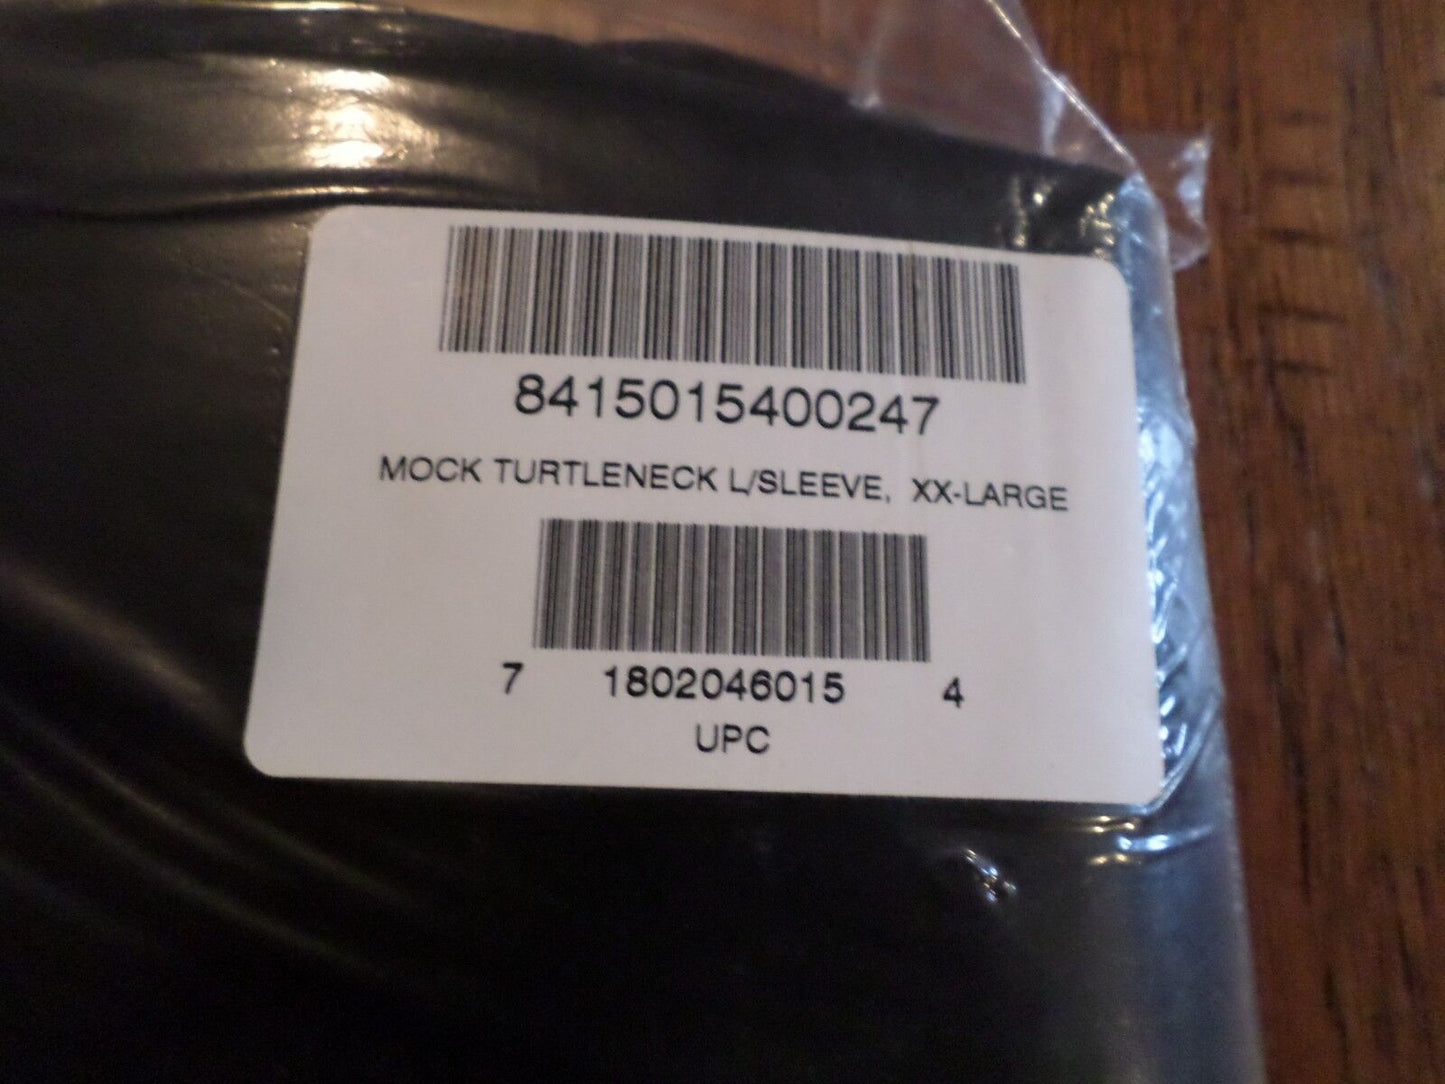 8415015400247
MOCK TURTLENECK L/SLEEVE, XX-LARGE
7 1802046015 4
UPC